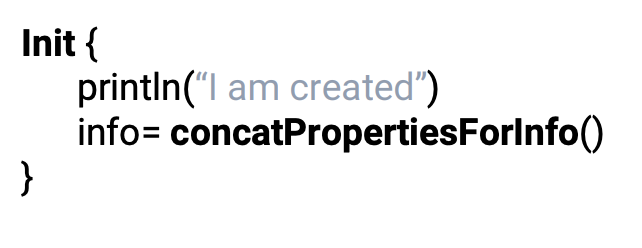 Init {
println(“I am created”)
info= concatPropertiesForInfo()
}